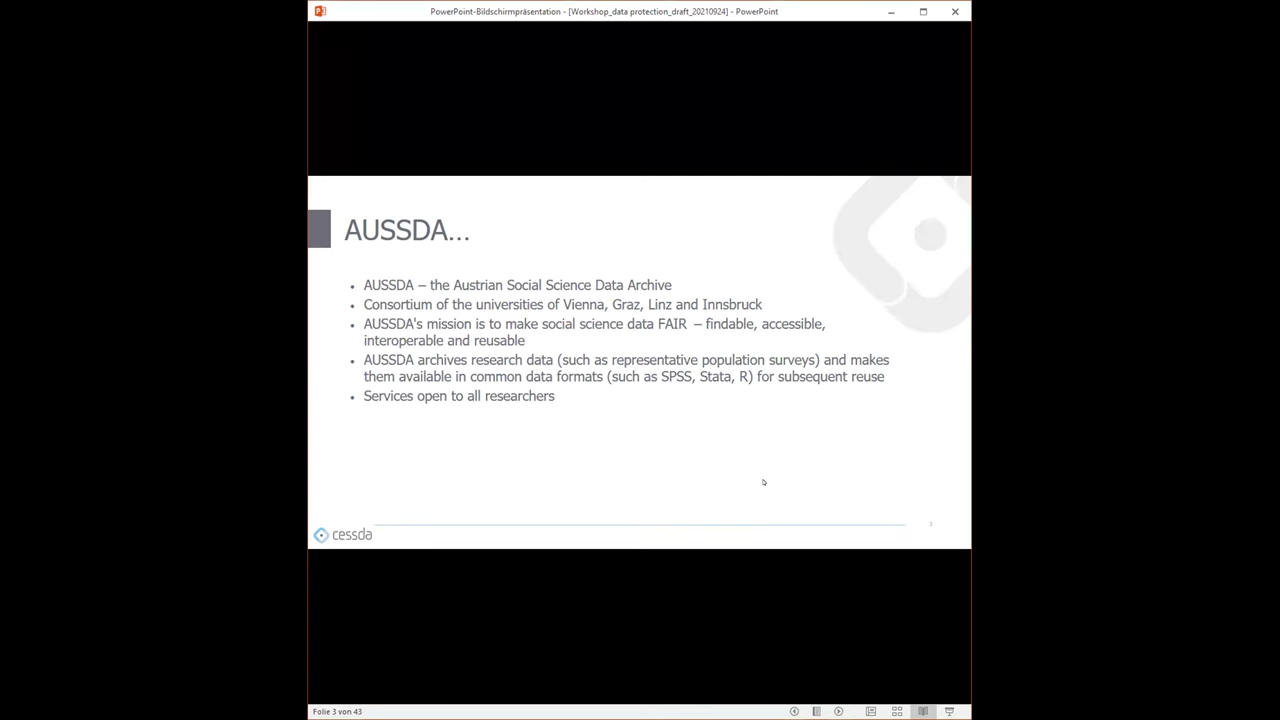 PowerPoint-Bildschirmpräsentation - [Workshop_data protection_draft_20210924] - PowerPoint
AUSSDA...
• AUSSDA – the Austrian Social Science Data Archive
• Consortium of the universities of Vienna, Graz, Linz and Innsbruck
• AUSSDA's mission is to make social science data FAIR – findable, accessible,
interoperable and reusable
• AUSSDA archives research data (such as representative population surveys) and makes
them available in common data formats (such as SPSS, Stata, R) for subsequent reuse
• Services open to all researchers
3
cessda
Folie 3 von 43